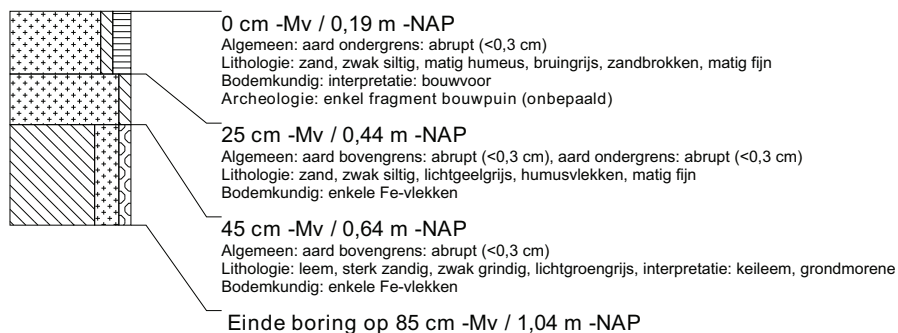 0 cm -Mv / 0,19 m -NAP
Algemeen: aard ondergrens: abrupt (<0,3 cm)
Lithologie: zand, zwak siltig, matig humeus, bruingrijs, zandbrokken, matig fijn
Bodemkundig: interpretatie: bouwvoor
Archeologie: enkel fragment bouwpuin (onbepaald)
25 cm -Mv / 0,44 m -NAP
Algemeen: aard bovengrens: abrupt (<0,3 cm), aard ondergrens: abrupt (<0,3 cm)
Lithologie: zand, zwak siltig, lichtgeelgrijs, humusvlekken, matig fijn
Bodemkundig: enkele Fe-vlekken
45 cm -Mv / 0,64 m -NAP
Algemeen: aard bovengrens: abrupt (<0,3 cm)
Lithologie: leem, sterk zandig, zwak grindig, lichtgroengrijs, interpretatie: keileem, grondmorene
Bodemkundig: enkele Fe-vlekken
Einde boring op 85 cm -Mv / 1,04 m -NAP